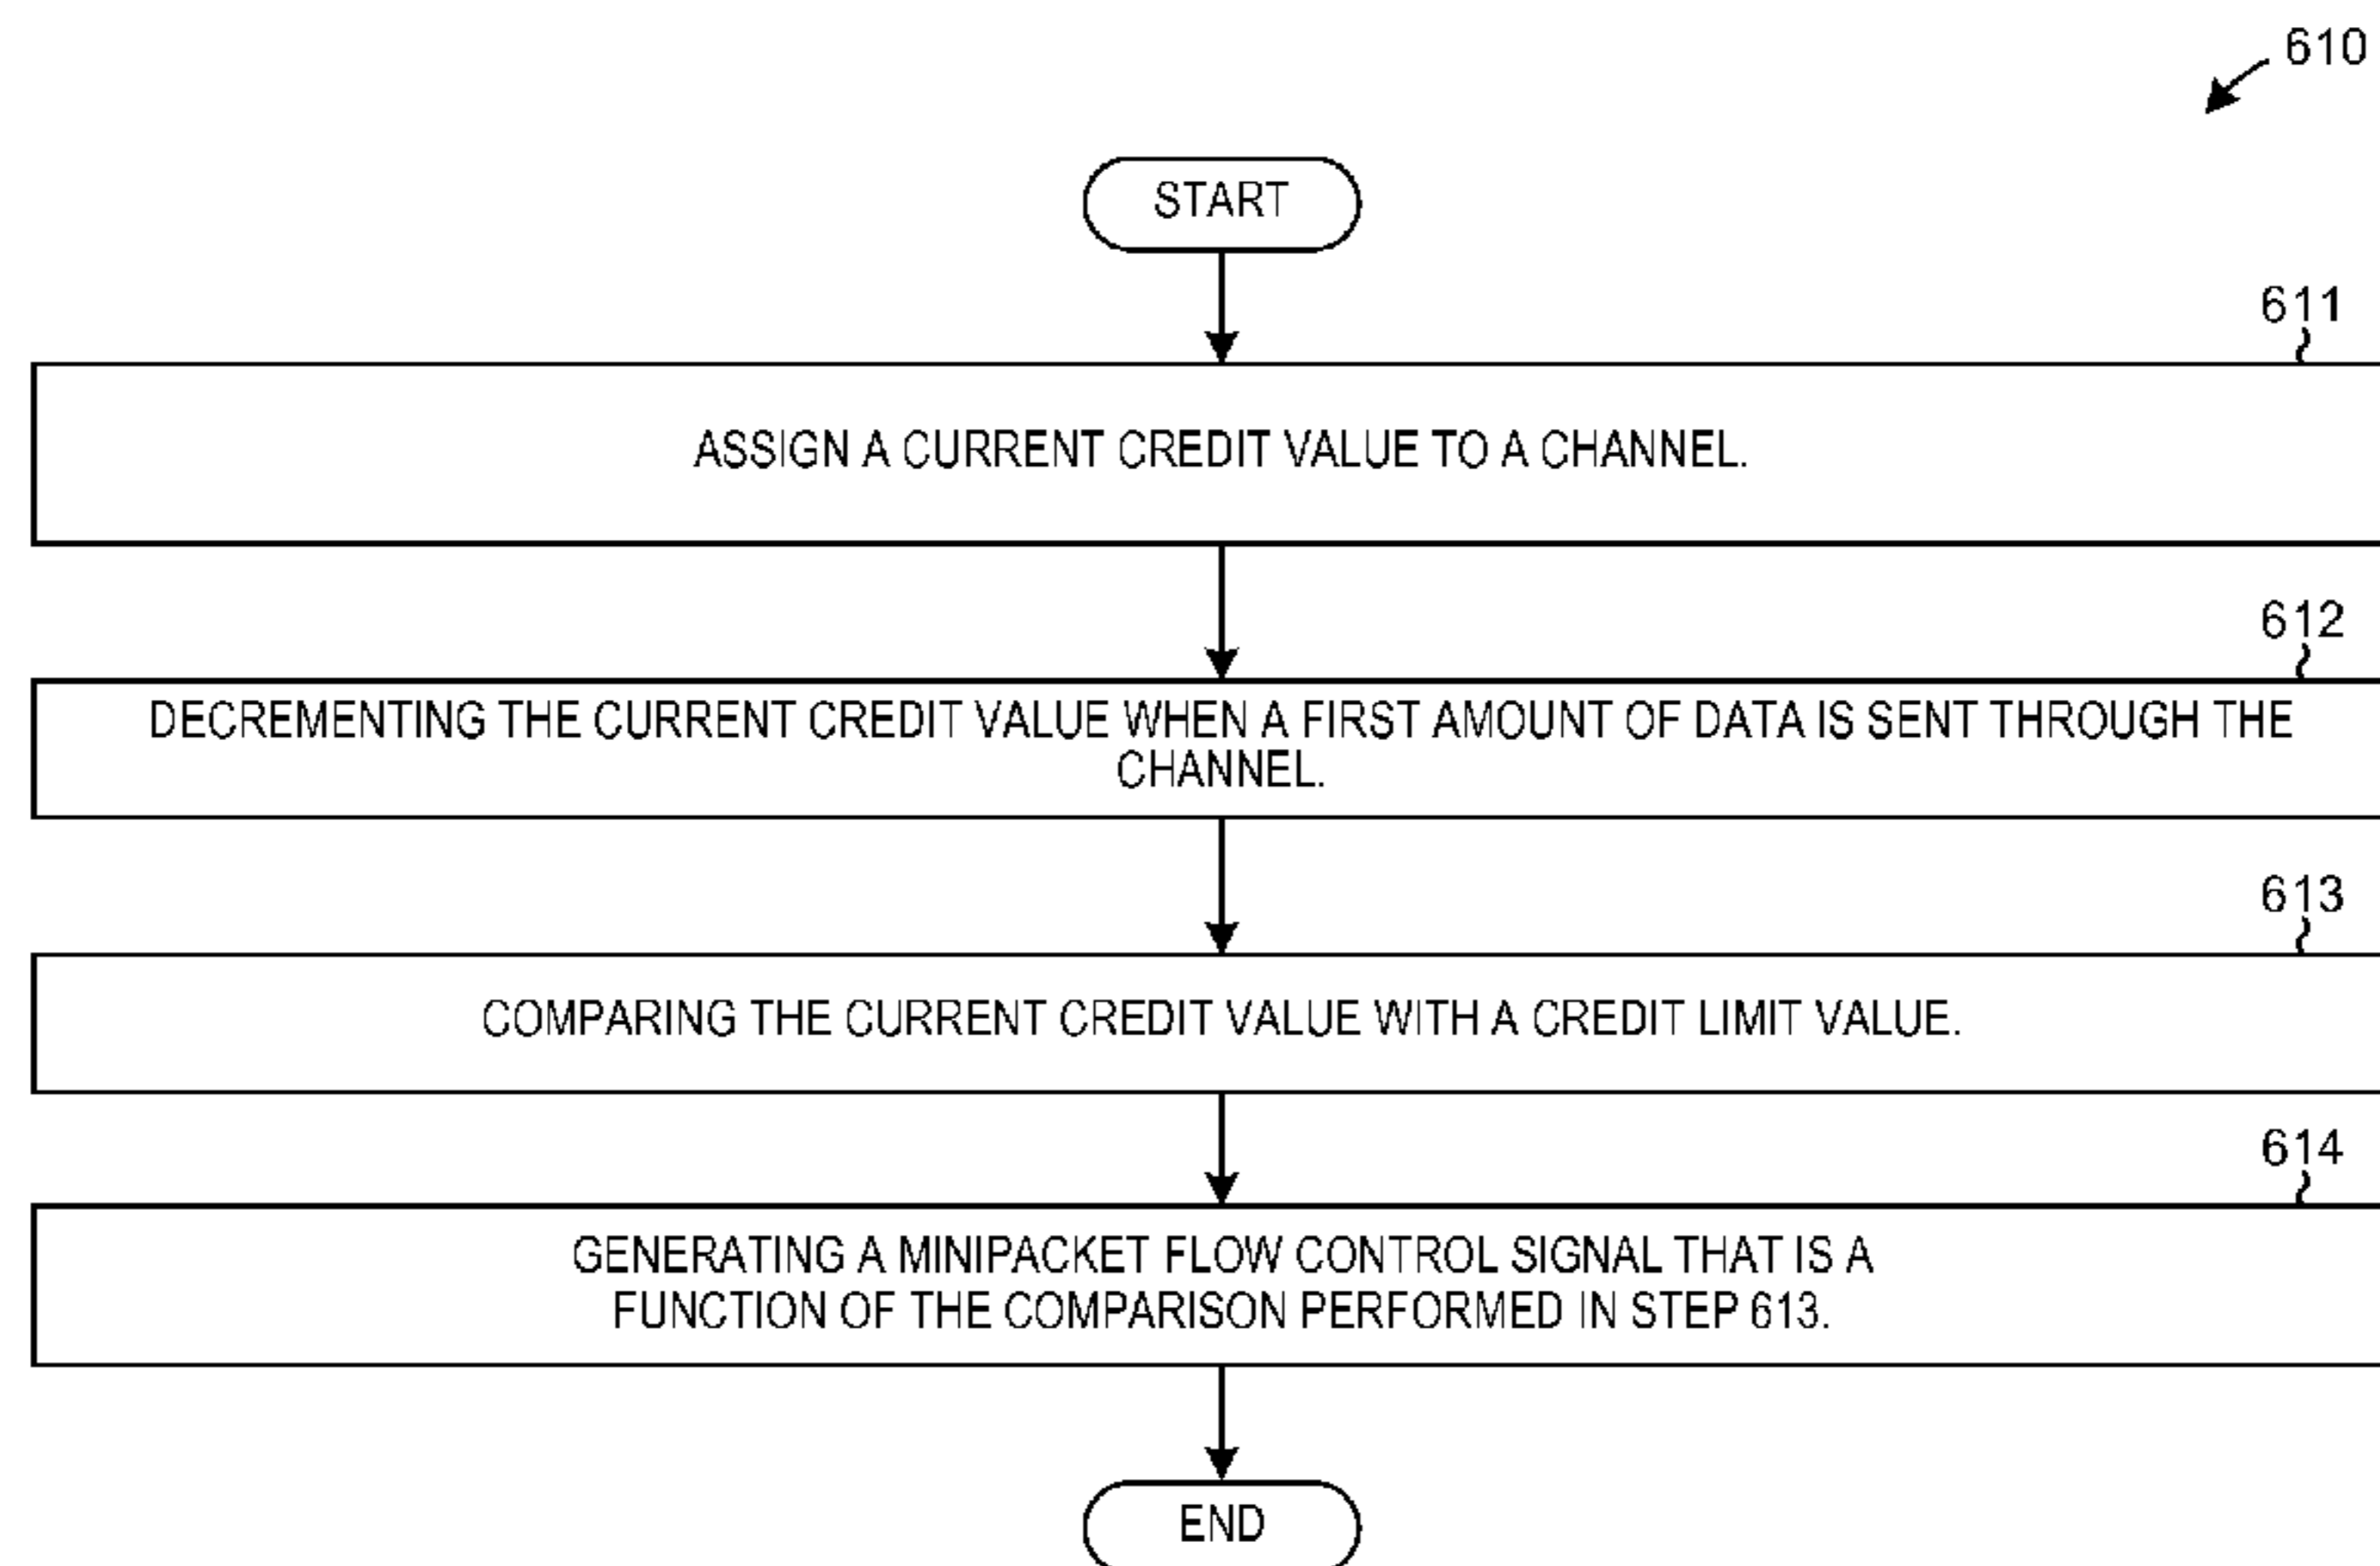 610
START
611
ASSIGN A CURRENT CREDIT VALUE TO A CHANNEL.
612
DECREMENTING THE CURRENT CREDIT VALUE WHEN A FIRST AMOUNT OF DATA IS SENT THROUGH THE
CHANNEL.
613
COMPARING THE CURRENT CREDIT VALUE WITH A CREDIT LIMIT VALUE.
614
GENERATING A MINIPACKET FLOW CONTROL SIGNAL THAT IS A
FUNCTION OF THE COMPARISON PERFORMED IN STEP 613.
END